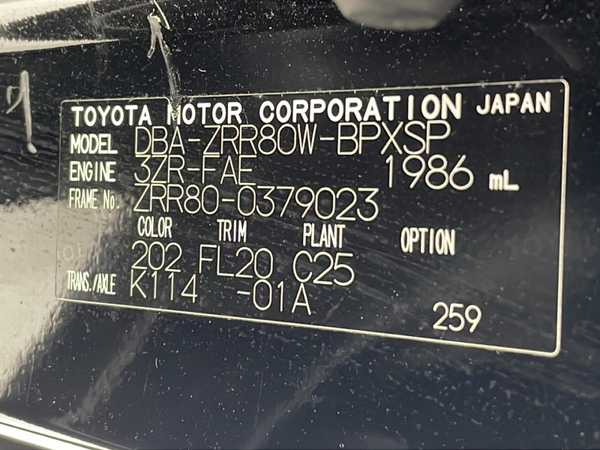 TOYOTA MOTOR CORPORATION JAPAN
MODEL DBA-ZRR80W-BPXSP
ENGINE 3ZR-FAE 1986 mL
FRAME No. ZRR80-0379023
COLOR TRIM PLANT OPTION
202 FL20 C25
TRANS./AXLE K114 -01A
259